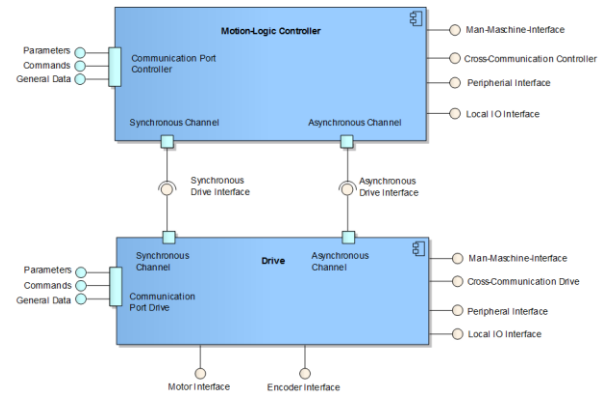 Motion-Logic Controller
Man-Maschine-Interface
Parameters
Commands
General Data
Communication Port
Controller
Cross-Communication Controller
Peripherial Interface
Local IO Interface
Synchronous Channel
Asynchronous Channel
Synchronous
Drive Interface
Asynchronous
Drive Interface
Synchronous
Channel
Drive
Asynchronous
Channel
Man-Maschine-Interface
Parameters
Commands
General Data
Communication
Port Drive
Cross-Communication Drive
Peripheral Interface
Local IO Interface
Motor Interface
Encoder Interface